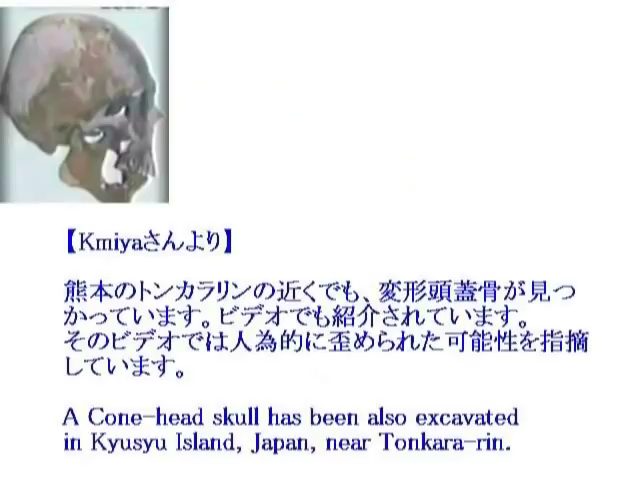 【Kmiyaさんより】
熊本のトンカラリンの近くでも、変形頭蓋骨が見つ
かっています。ビデオでも紹介されています。
そのビデオでは人為的に歪められた可能性を指摘
しています。
A Cone-head skull has been also excavated
in Kyusyu Island, Japan, near Tonkara-rin.